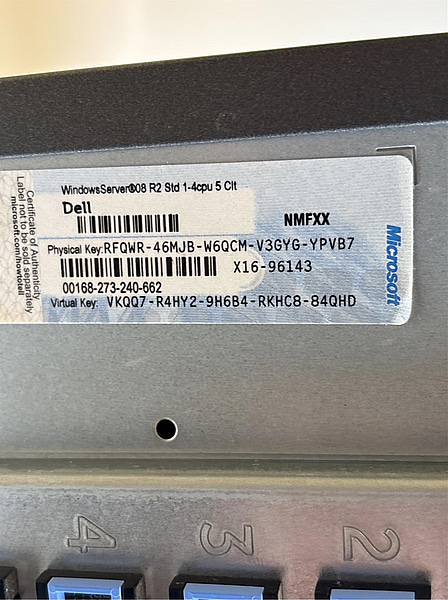 WindowsServer®08 R2 Std 1-4cpu 5 Clt
Dell
NMFXX
Physical Key:RFQWR-46MJB-W6QCM-V3GYG-YPVB7
X16-96143
00168-273-240-662
Virtual Key: VKQQ7-R4HY2-9H6B4-RKHC8-84QHD
Microsoft
Certificate of Authenticity
Label not to be sold separately
microsoft.com/howtotell
4
3
2